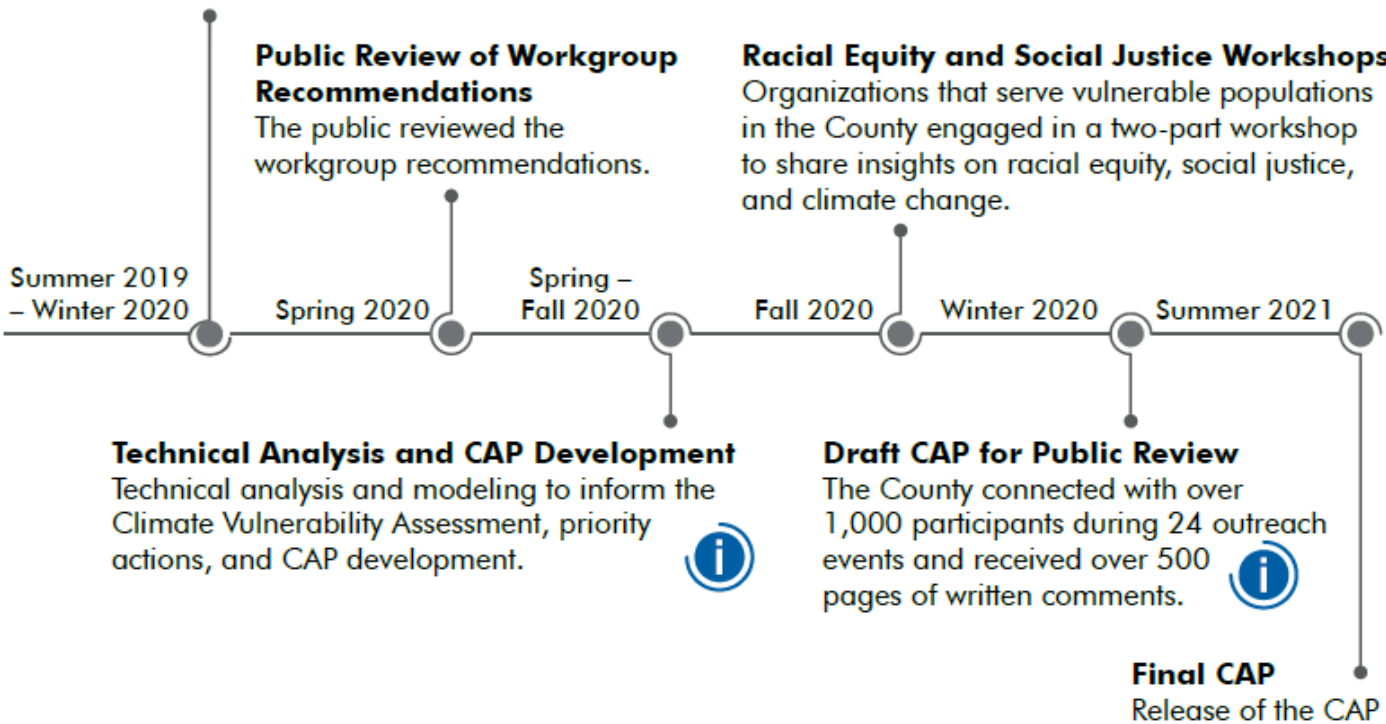 Public Review of Workgroup
Recommendations
The public reviewed the
workgroup recommendations.
Racial Equity and Social Justice Workshops
Organizations that serve vulnerable populations
in the County engaged in a two-part workshop
to share insights on racial equity, social justice,
and climate change.
Summer 2019
– Winter 2020
Spring 2020
Spring –
Fall 2020
Fall 2020
Winter 2020
Summer 2021
Technical Analysis and CAP Development
Technical analysis and modeling to inform the
Climate Vulnerability Assessment, priority
actions, and CAP development.
i
Draft CAP for Public Review
The County connected with over
1,000 participants during 24 outreach
events and received over 500
pages of written comments.
i
Final CAP
Release of the CAP